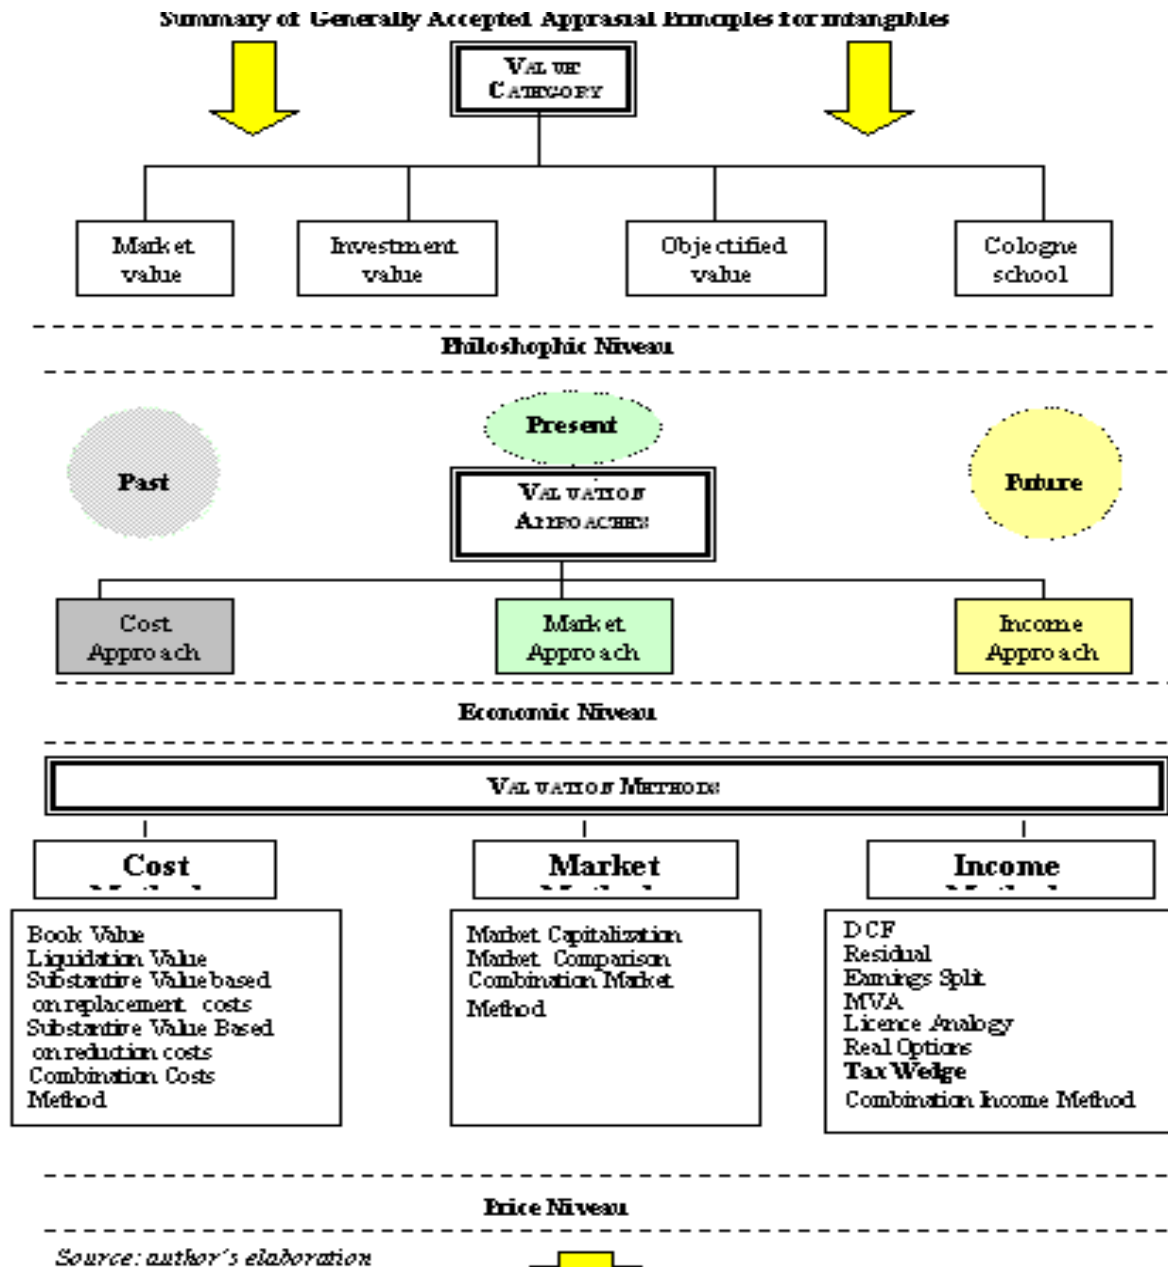 Summary of Generally Accepted Apprasial Principles for intangibles
VALUE
CATEGORY
Market
value
Investment
value
Objectified
value
Cologne
school
Philoshophic Niveau
Past
Present
Future
VALUATION
APPROACHES
Cost
Approach
Market
Approach
Income
Approach
Economic Niveau
VALUATION METHODS
Cost
Market
Income
Book Value
Liquidation Value
Substantive Value based
on replacement costs
Substantive Value Based
on reduction costs
Combination Costs
Method
Market Capitalization
Market Comparison
Combination Market
Method
DCF
Residual
Earnings Split
MVA
Licence Analogy
Real Options
Tax Wedge
Combination Income Method
Price Niveau
Source: author's elaboration